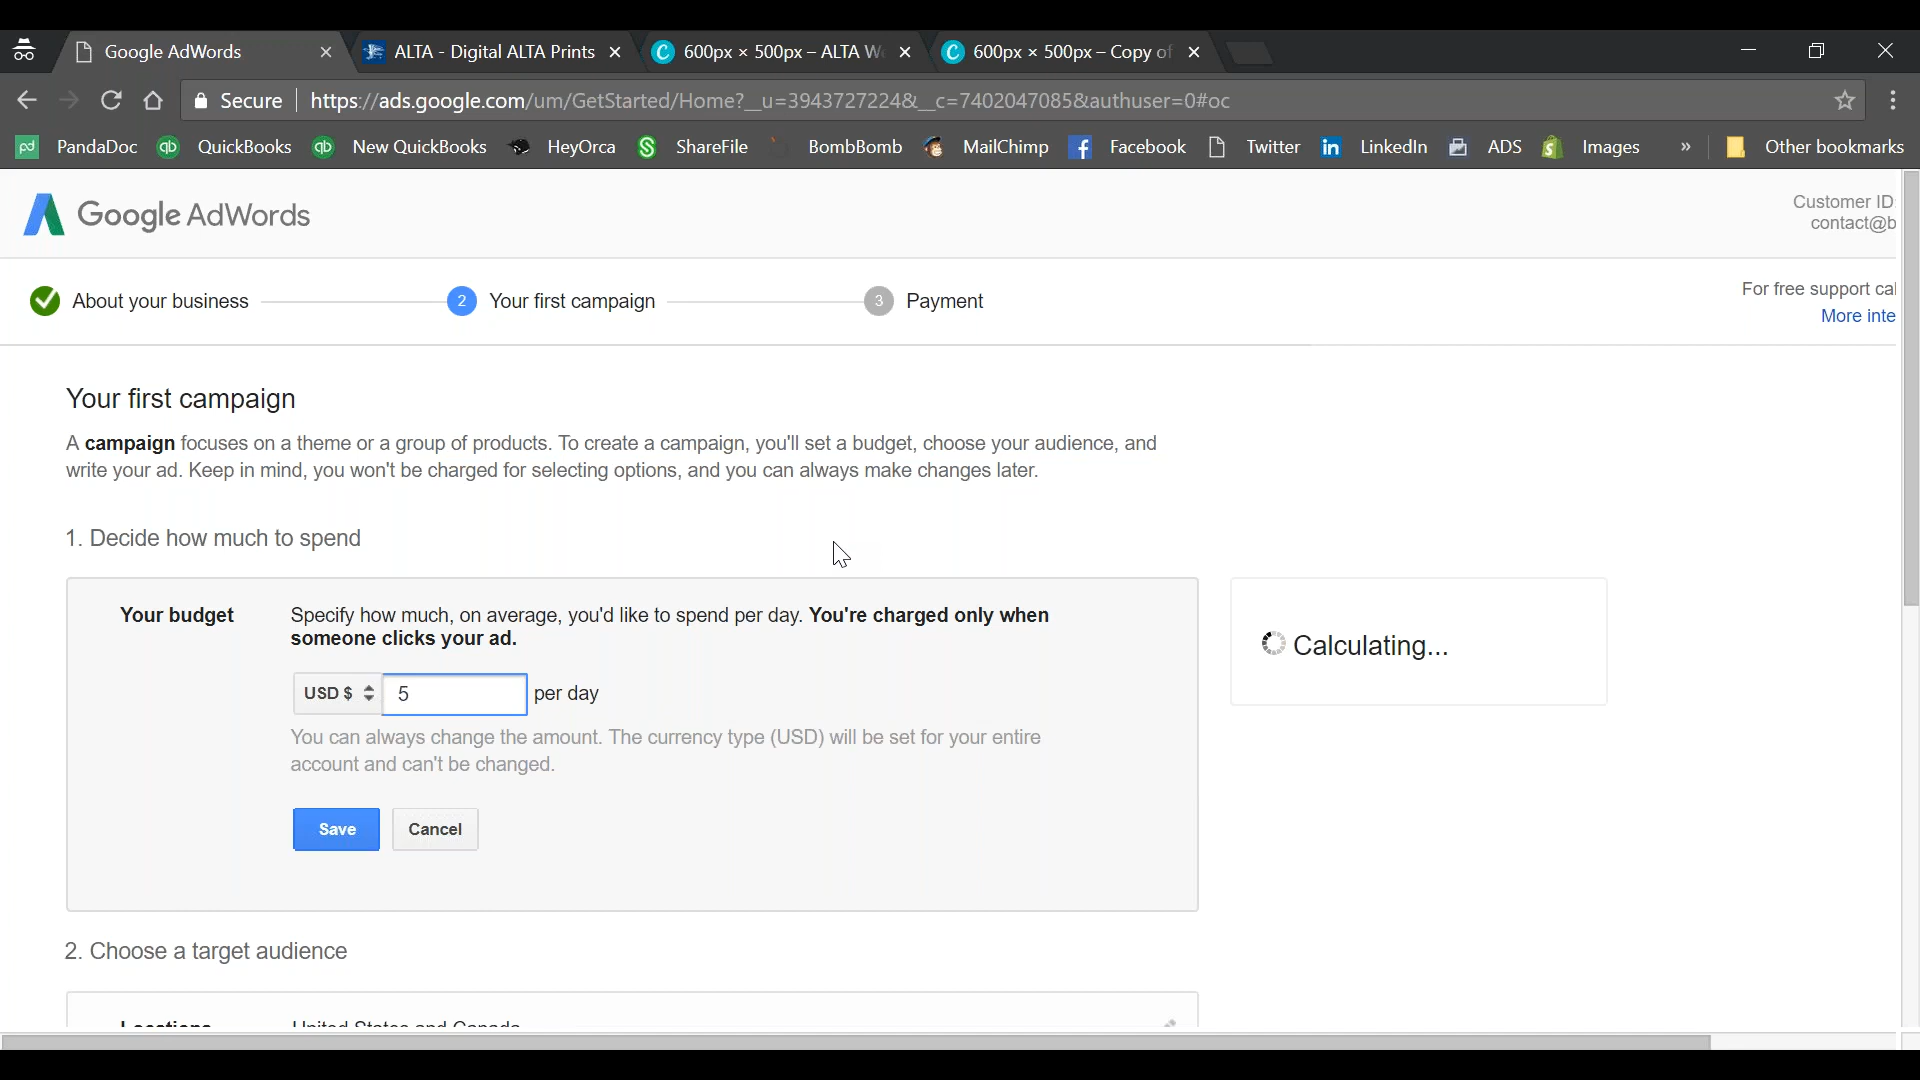 Google AdWords
ALTA - Digital ALTA Prints
600px × 500px – ALTA W
600px × 500px – Copy of
Secure
https://ads.google.com/um/GetStarted/Home?__u=3943727224&__c=7402047085&authuser=0#oc
pd PandaDoc
qb QuickBooks
qb New QuickBooks
HeyOrca
ShareFile
BombBomb
MailChimp
Facebook
Twitter
in LinkedIn
ADS
Images
»
Other bookmarks
Google AdWords
Customer ID:
contact@b
About your business
2 Your first campaign
3 Payment
For free support cal
More inte
Your first campaign
A campaign focuses on a theme or a group of products. To create a campaign, you'll set a budget, choose your audience, and
write your ad. Keep in mind, you won't be charged for selecting options, and you can always make changes later.
1. Decide how much to spend
Your budget
Specify how much, on average, you'd like to spend per day. You're charged only when
someone clicks your ad.
USD $ 5 per day
You can always change the amount. The currency type (USD) will be set for your entire
account and can't be changed.
Save
Cancel
Calculating...
2. Choose a target audience
Locations
United States and Canada